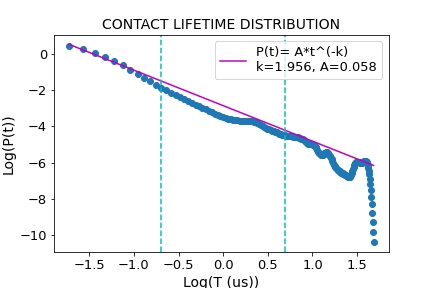 CONTACT LIFETIME DISTRIBUTION
P(t)= A*t^(-k)
k=1.956, A=0.058
Log(P(t))
0
−2
−4
−6
−8
−10
−1.5 −1.0 −0.5 0.0 0.5 1.0 1.5
Log(T (us))